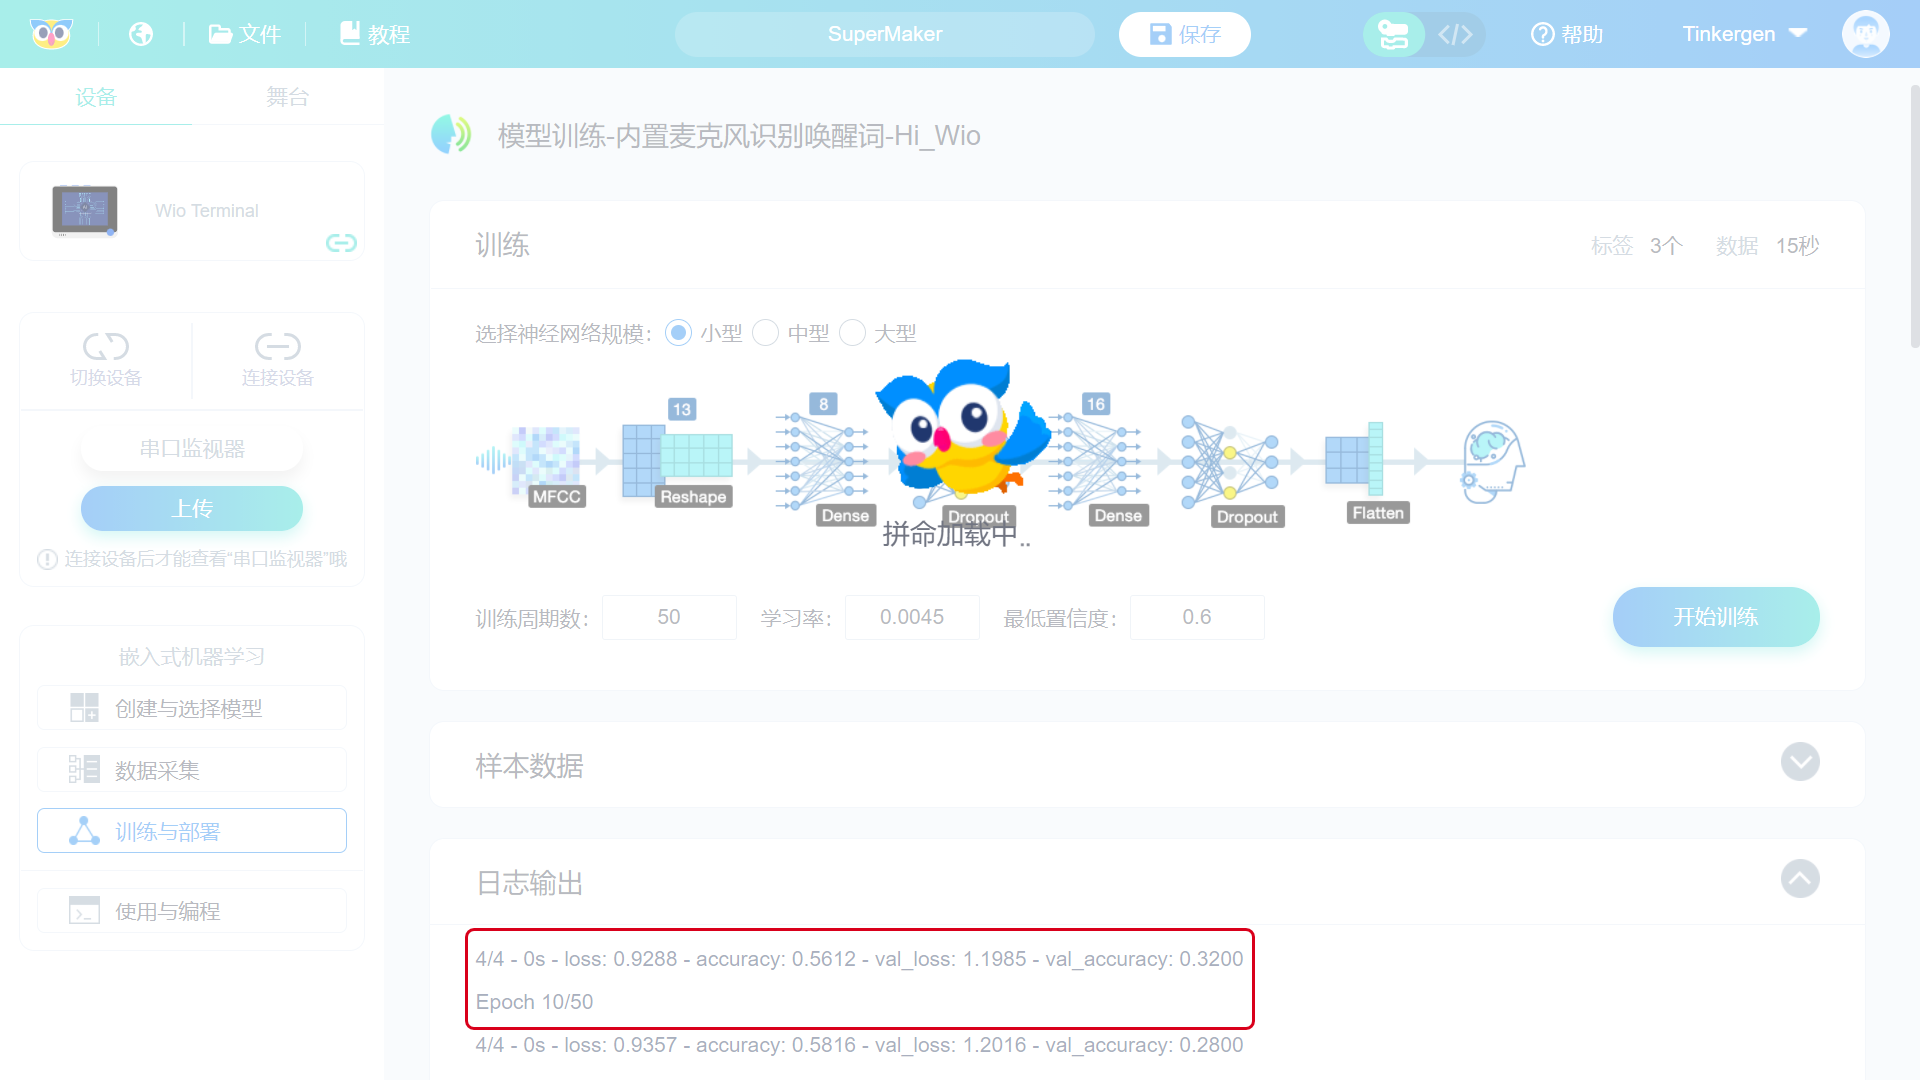 文件
教程
SuperMaker
保存
帮助
Tinkergen
设备
舞台
Wio Terminal
切换设备
连接设备
串口监视器
上传
连接设备后才能查看“串口监视器”哦
嵌入式机器学习
创建与选择模型
数据采集
训练与部署
使用与编程
模型训练-内置麦克风识别唤醒词-Hi_Wio
训练
标签 3个 数据 15秒
选择神经网络规模: 小型 中型 大型
MFCC
13
Reshape
8
Dense
Dropout
16
Dense
Dropout
Flatten
拼命加载中..
训练周期数: 50 学习率: 0.0045 最低置信度: 0.6
开始训练
样本数据
日志输出
4/4 - 0s - loss: 0.9288 - accuracy: 0.5612 - val_loss: 1.1985 - val_accuracy: 0.3200
Epoch 10/50
4/4 - 0s - loss: 0.9357 - accuracy: 0.5816 - val_loss: 1.2016 - val_accuracy: 0.2800